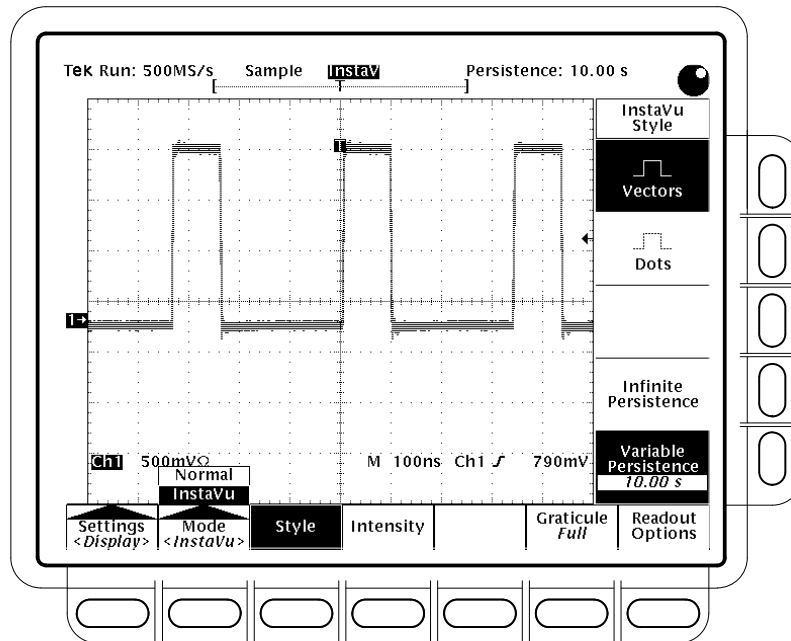 Tek Run: 500MS/s Sample InstaV Persistence: 10.00 s
InstaVu
Style
T
Vectors
Dots
1→
Infinite
Persistence
Ch1 500mVΩ M 100ns Ch1 ƒ 790mV
Variable
Persistence
10.00 s
Normal
InstaVu
Settings
<Display>
Mode
<InstaVu>
Style
Intensity
Graticule
Full
Readout
Options